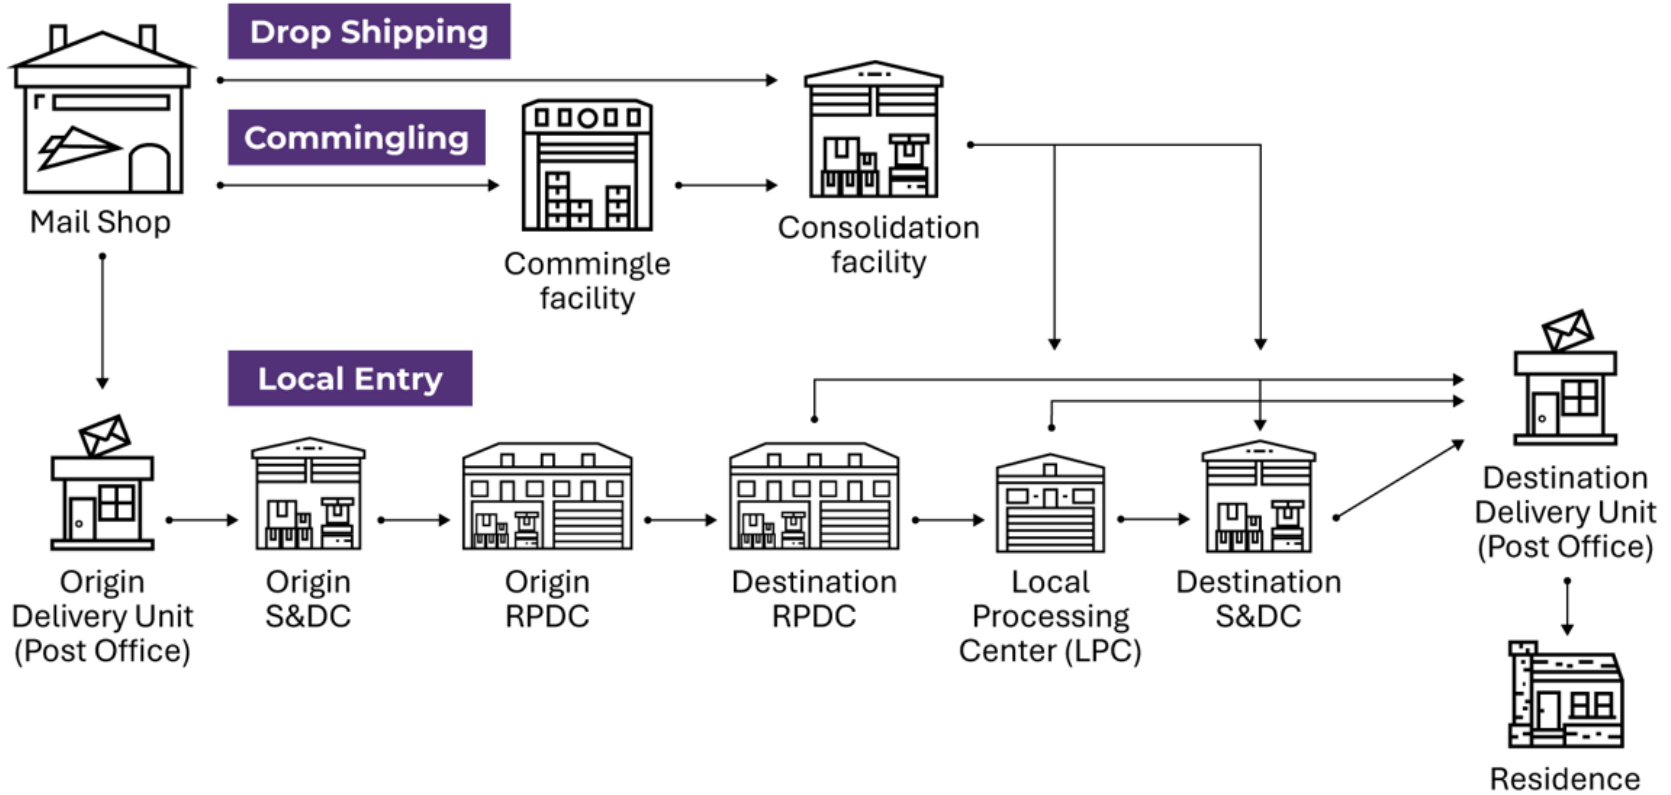 Drop Shipping
Commingling
Mail Shop
Commingle
facility
Consolidation
facility
Local Entry
Origin
Delivery Unit
(Post Office)
Origin
S&DC
Origin
RPDC
Destination
RPDC
Local
Processing
Center (LPC)
Destination
S&DC
Destination
Delivery Unit
(Post Office)
Residence